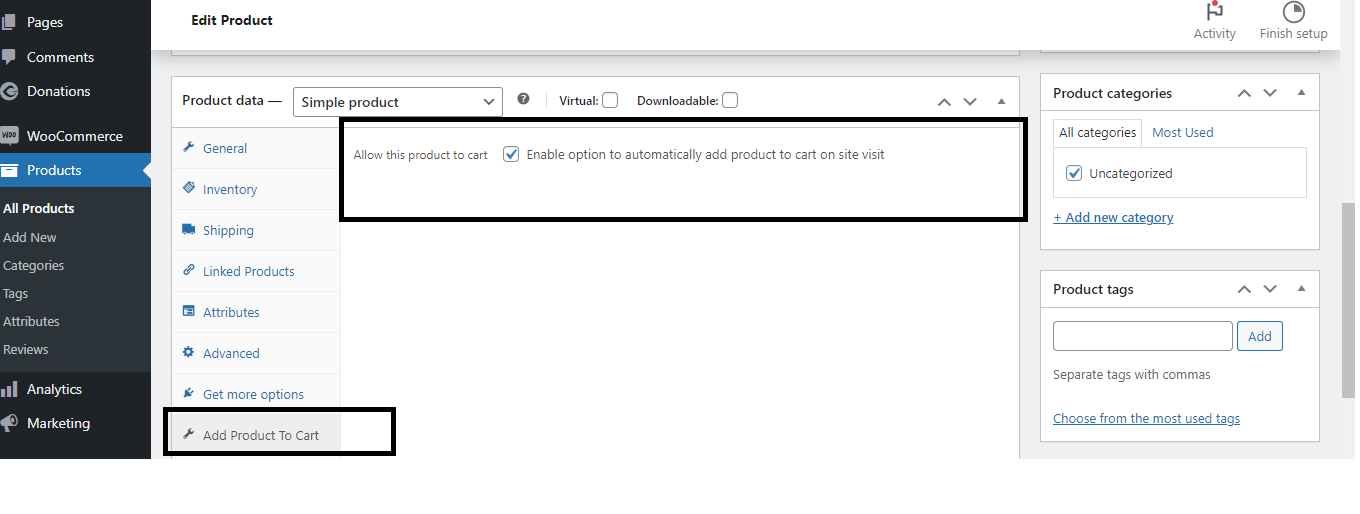 Pages
Comments
Donations
WooCommerce
Products
All Products
Add New
Categories
Tags
Attributes
Reviews
Analytics
Marketing
Edit Product
Activity
Finish setup
Product data —
Simple product
?
Virtual:
Downloadable:
General
Inventory
Shipping
Linked Products
Attributes
Advanced
Get more options
Add Product To Cart
Allow this product to cart
Enable option to automatically add product to cart on site visit
Product categories
All categories
Most Used
Uncategorized
+ Add new category
Product tags
Add
Separate tags with commas
Choose from the most used tags